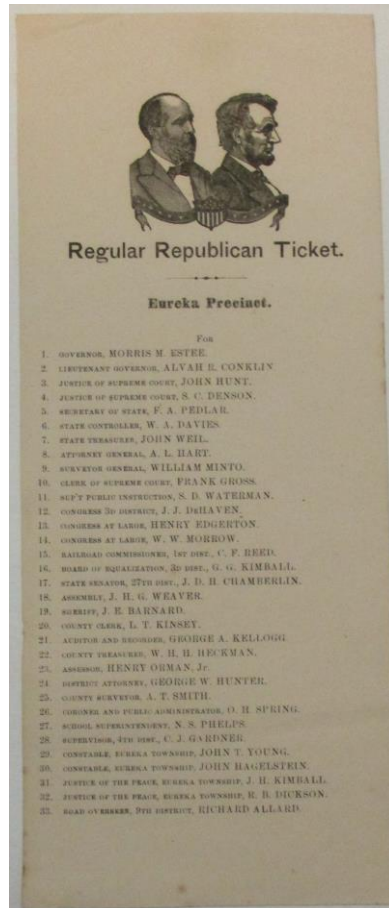 Regular Republican Ticket.
Eureka Precinct.
FOR
1. GOVERNOR, MORRIS M. ESTEE.
2. LIEUTENANT GOVERNOR, ALVAH R. CONKLIN.
3. JUSTICE OF SUPREME COURT, JOHN HUNT.
4. JUSTICE OF SUPREME COURT, S. C. DENSON.
5. SECRETARY OF STATE, F. A. PEDLAR.
6. STATE CONTROLLER, W. A. DAVIES.
7. STATE TREASURER, JOHN WEIL.
8. ATTORNEY GENERAL, A. L. HART.
9. SURVEYOR GENERAL, WILLIAM MINTO.
10. CLERK OF SUPREME COURT, FRANK GROSS.
11. SUP'T PUBLIC INSTRUCTION, S. D. WATERMAN.
12. CONGRESS 3D DISTRICT, J. J. DeHAVEN.
13. CONGRESS AT LARGE, HENRY EDGERTON.
14. CONGRESS AT LARGE, W. W. MORROW.
15. RAILROAD COMMISSIONER, 1ST DIST., C. F. REED.
16. BOARD OF EQUALIZATION, 3D DIST., G. G. KIMBALL.
17. STATE SENATOR, 27TH DIST., J. D. H. CHAMBERLIN.
18. ASSEMBLY, J. H. G. WEAVER.
19. SHERIFF, J. E. BARNARD.
20. COUNTY CLERK, L. T. KINSEY.
21. AUDITOR AND RECORDER, GEORGE A. KELLOGG
22. COUNTY TREASURER, W. H. H. HECKMAN.
23. ASSESSOR, HENRY ORMAN, Jr.
24. DISTRICT ATTORNEY, GEORGE W. HUNTER.
25. COUNTY SURVEYOR, A. T. SMITH.
26. CORONER AND PUBLIC ADMINISTRATOR, O. H. SPRING.
27. SCHOOL SUPERINTENDENT, N. S. PHELPS.
28. SUPERVISOR, 4TH DIST., C. J. GARDNER.
29. CONSTABLE, EUREKA TOWNSHIP, JOHN T. YOUNG.
30. CONSTABLE, EUREKA TOWNSHIP, JOHN HAGELSTEIN.
31. JUSTICE OF THE PEACE, EUREKA TOWNSHIP, J. H. KIMBALL.
32. JUSTICE OF THE PEACE, EUREKA TOWNSHIP, R. B. DICKSON.
33. ROAD OVERSEER, 9TH DISTRICT, RICHARD ALLARD.